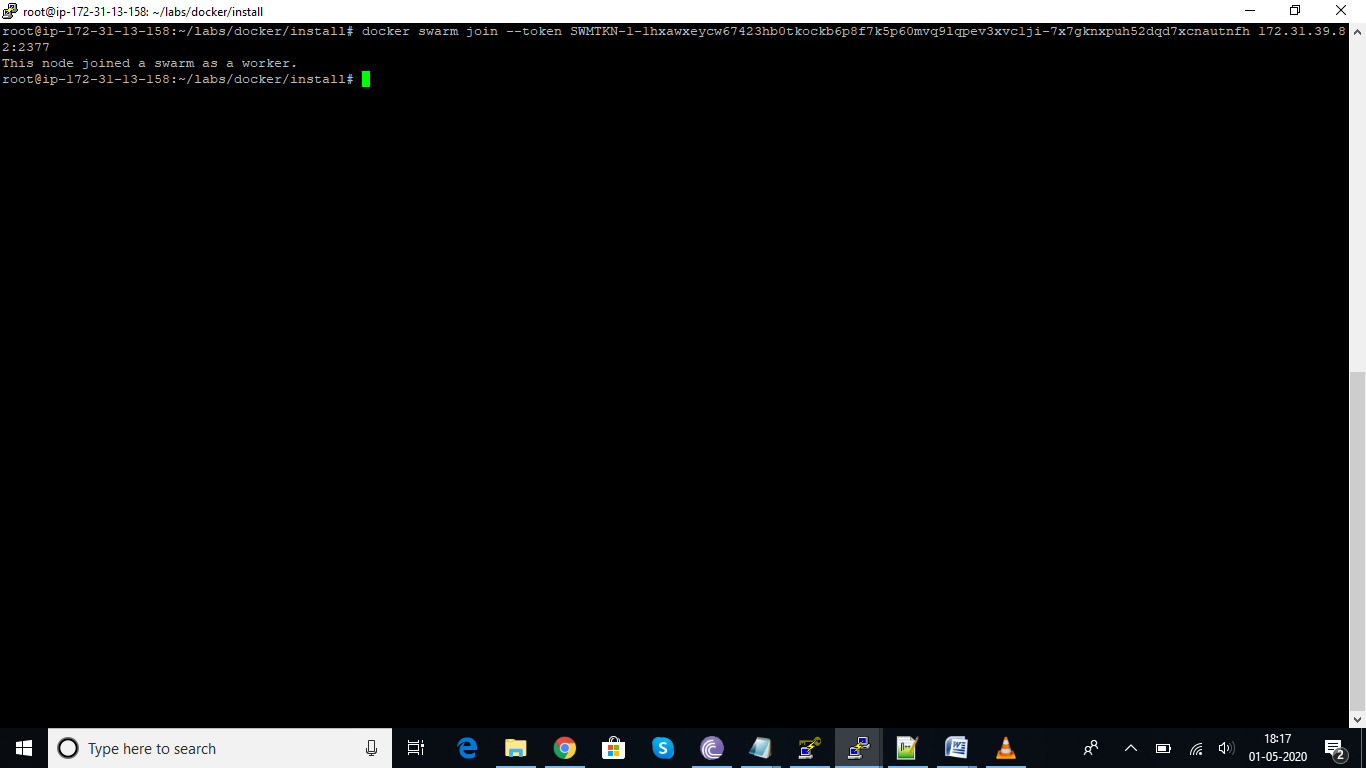 root@ip-172-31-13-158: ~/labs/docker/install
root@ip-172-31-13-158:~/labs/docker/install# docker swarm join --token SWMTKN-1-1hxawxeycw67423hb0tkockb6p8f7k5p60mvq9lqpev3xvc1ji-7x7gknxpuh52dqd7xcnautnfh 172.31.39.8
2:2377
This node joined a swarm as a worker.
root@ip-172-31-13-158:~/labs/docker/install#
Type here to search
18:17
01-05-2020
2